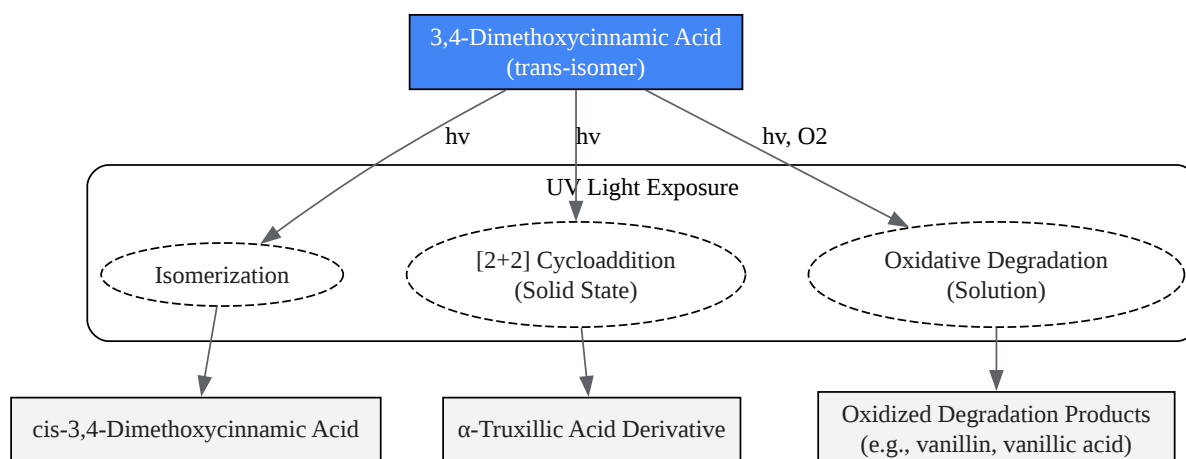 3,4-Dimethoxycinnamic Acid
(trans-isomer)
hv
hv
hv, O2
UV Light Exposure
Isomerization
[2+2] Cycloaddition
(Solid State)
Oxidative Degradation
(Solution)
cis-3,4-Dimethoxycinnamic Acid
α-Truxillic Acid Derivative
Oxidized Degradation Products
(e.g., vanillin, vanillic acid)